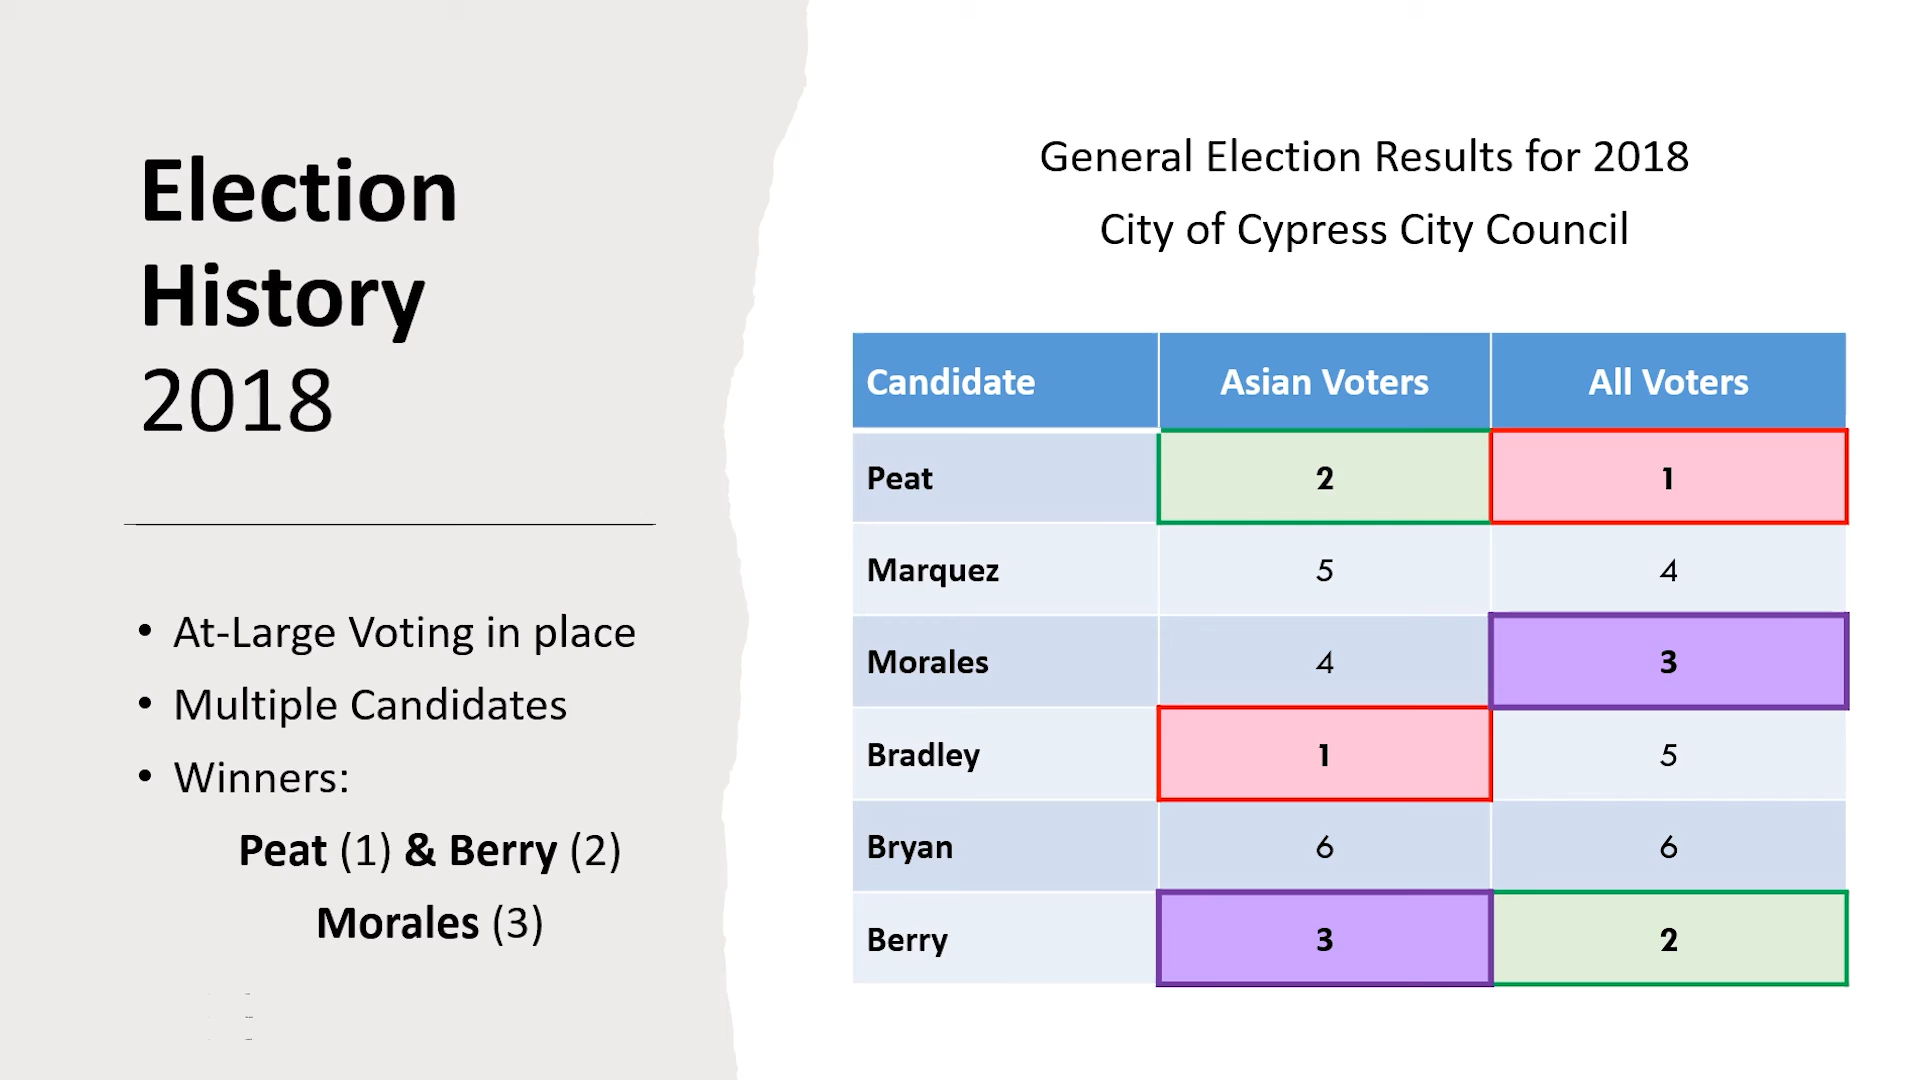 Election
History
2018
• At-Large Voting in place
• Multiple Candidates
• Winners:
Peat (1) & Berry (2)
Morales (3)
General Election Results for 2018
City of Cypress City Council
Candidate Asian Voters All Voters
Peat 2 1
Marquez 5 4
Morales 4 3
Bradley 1 5
Bryan 6 6
Berry 3 2